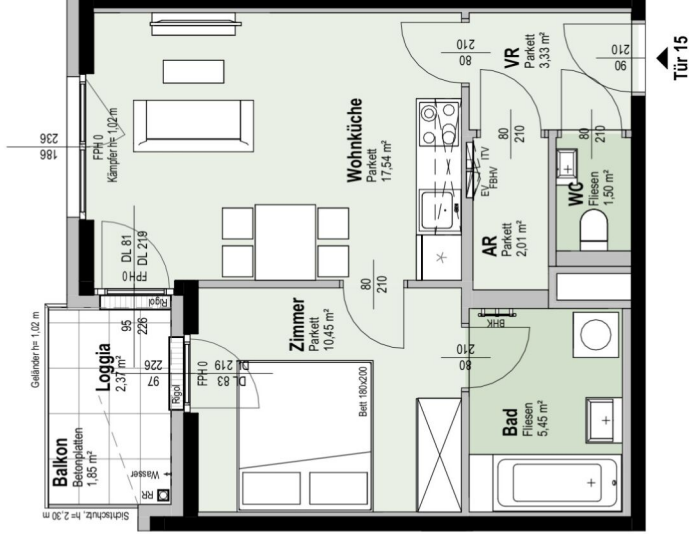 210
80
VR
Parkett
3,33 m²
210
90
Tür 15
236
186
FPH 0
Kämpfer h= 1,02 m
Wohnküche
Parkett
17,54 m²
80
210
80
210
ITV
FBHV
EV
WC
Fliesen
1,50 m²
AR
Parkett
2,01 m²
DL 81
DL 219
FPH 0
80
210
Rigol
95
226
Geländer h= 1,02 m
Loggia
2,37 m²
226
97
Rigol
FPH 0
DL 219
DL 83
Zimmer
Parkett
10,45 m²
Bett 180x200
BHK
210
80
Bad
Fliesen
5,45 m²
Balkon
Betonplatten
1,85 m²
Wasser
RR
Sichtschutz, h= 2,30 m